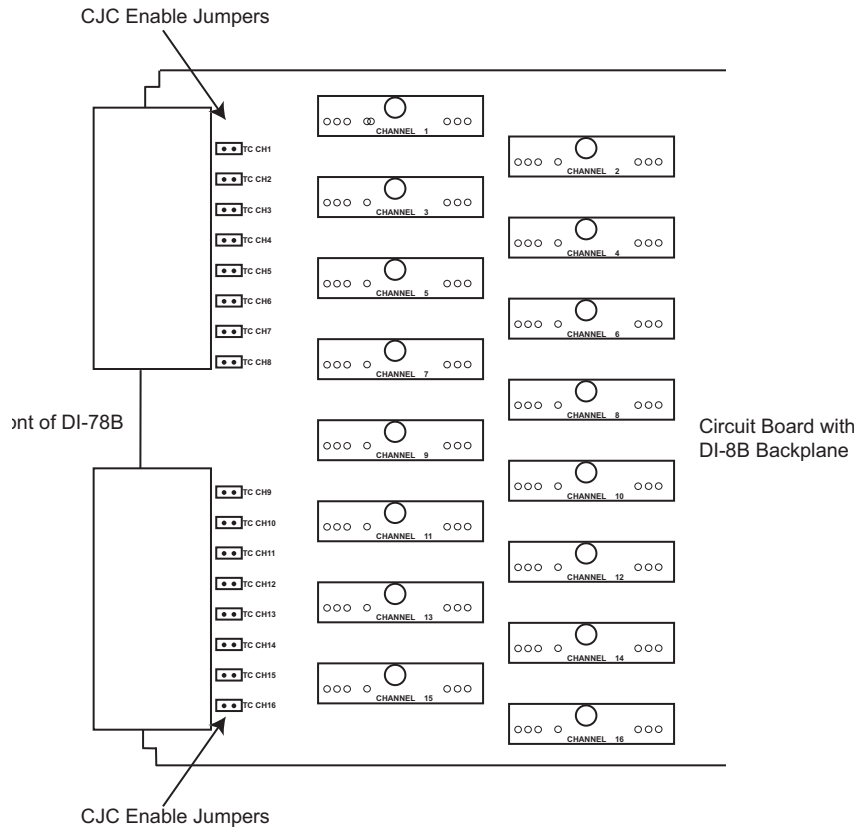 CJC Enable Jumpers
CHANNEL 1
TC CH1
CHANNEL 2
TC CH2
TC CH3
CHANNEL 3
TC CH4
CHANNEL 4
TC CH5
CHANNEL 5
TC CH6
TC CH7
CHANNEL 6
TC CH8
CHANNEL 7
CHANNEL 8
of DI-78B
Circuit Board with
DI-8B Backplane
CHANNEL 9
TC CH9
CHANNEL 10
TC CH10
CHANNEL 11
TC CH11
CHANNEL 12
TC CH12
TC CH13
CHANNEL 13
TC CH14
CHANNEL 14
TC CH15
CHANNEL 15
TC CH16
CHANNEL 16
CJC Enable Jumpers